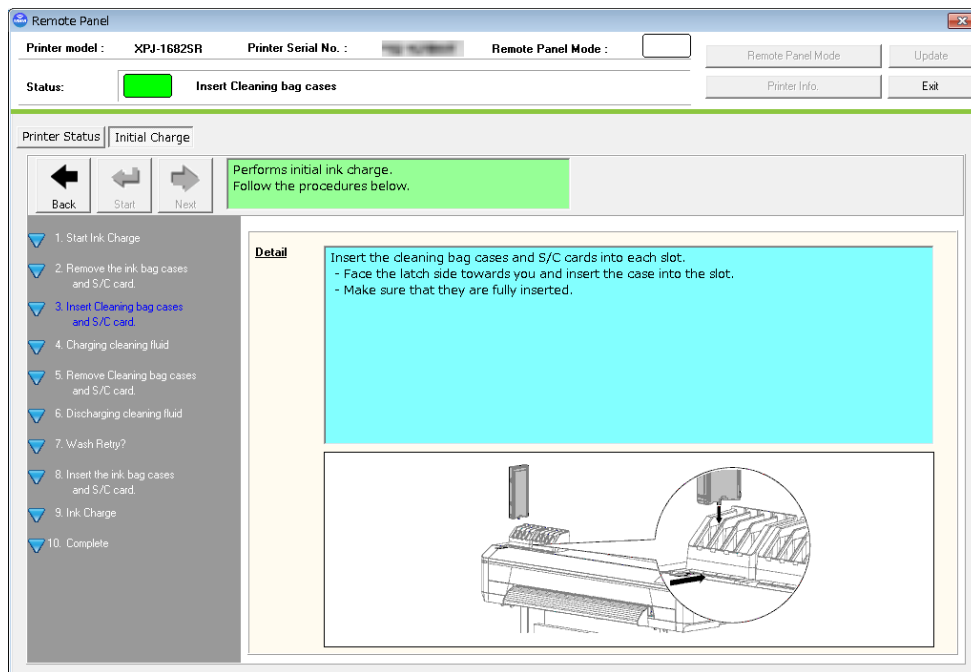 Remote Panel
Printer model : XPJ-1682SR Printer Serial No. : Remote Panel Mode :
Remote Panel Mode Update
Status: Insert Cleaning bag cases
Printer Info. Exit
Printer Status Initial Charge
Back Start Next
Performs initial ink charge.
Follow the procedures below.
1. Start Ink Charge
2. Remove the ink bag cases
and S/C card.
3. Insert Cleaning bag cases
and S/C card.
4. Charging cleaning fluid
5. Remove Cleaning bag cases
and S/C card.
6. Discharging cleaning fluid
7. Wash Retry?
8. Insert the ink bag cases
and S/C card.
9. Ink Charge
10. Complete
Detail
Insert the cleaning bag cases and S/C cards into each slot.
- Face the latch side towards you and insert the case into the slot.
- Make sure that they are fully inserted.